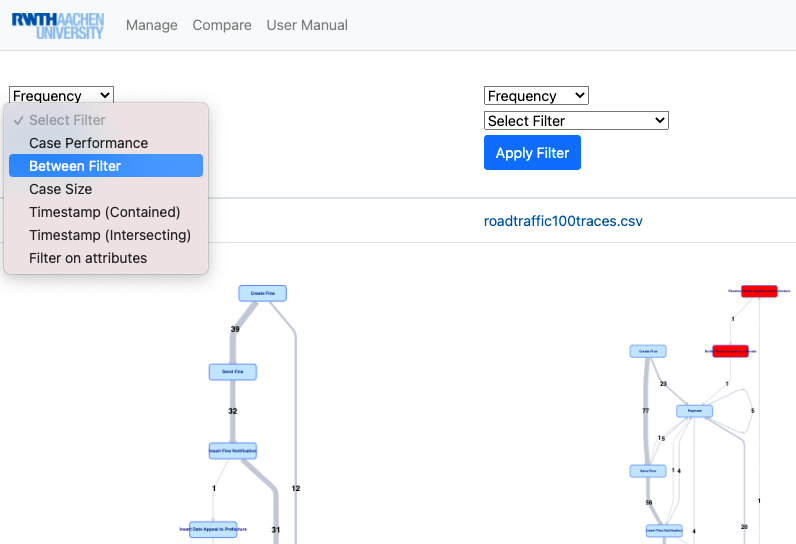 RWTHAACHEN
UNIVERSITY
Manage Compare User Manual
Frequency
Select Filter
Case Performance
Between Filter
Case Size
Timestamp (Contained)
Timestamp (Intersecting)
Filter on attributes
Frequency
Select Filter
Apply Filter
roadtraffic100traces.csv
Create Fine
39
Send Fine
32
Insert Fine Notification
1
12
Insert Date Appeal to Prefecture
31
1
Create Fine
23
1
77
Payment
5
1 5
Send Fine
1 4
56
1
Insert Fine Notification
4
20